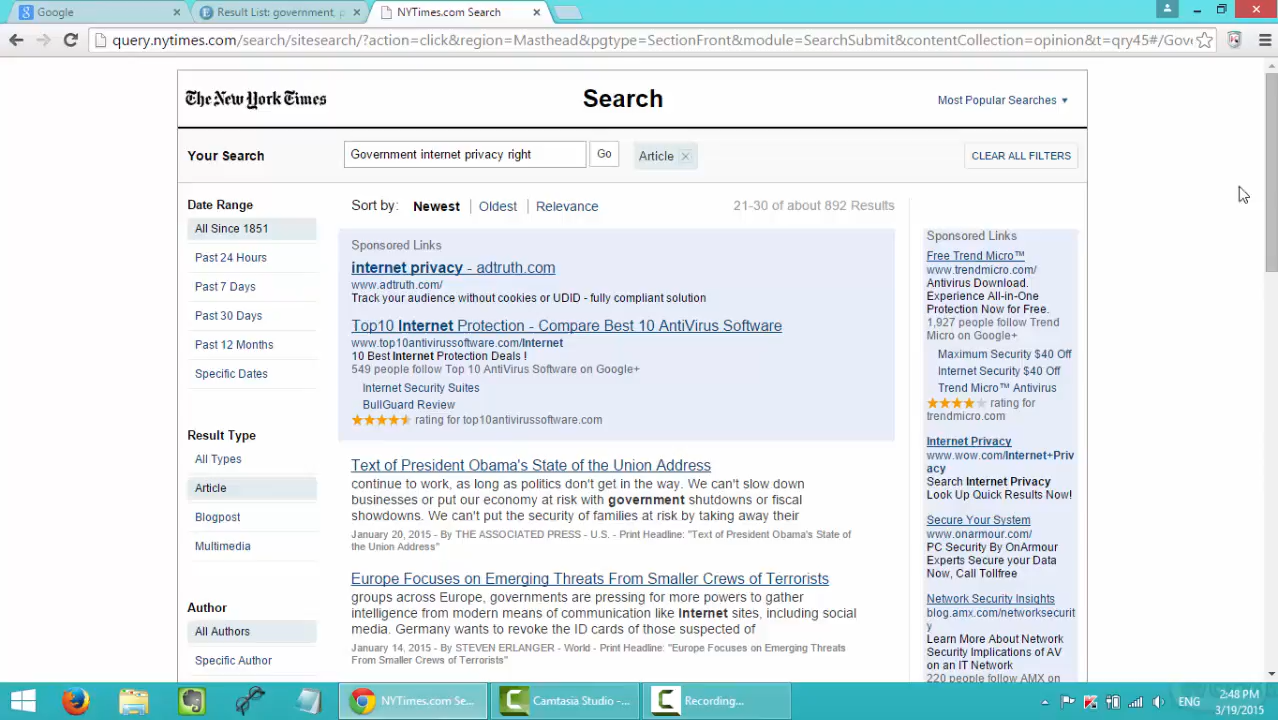 Google
Result List: government, p
NYTimes.com Search
query.nytimes.com/search/sitesearch/?action=click&region=Masthead&pgtype=SectionFront&module=SearchSubmit&contentCollection=opinion&t=qry45#/Gov
The New York Times
Search
Most Popular Searches
Your Search
Government internet privacy right
Go
Article
CLEAR ALL FILTERS
Date Range
All Since 1851
Past 24 Hours
Past 7 Days
Past 30 Days
Past 12 Months
Specific Dates
Result Type
All Types
Article
Blogpost
Multimedia
Author
All Authors
Specific Author
Sort by: Newest | Oldest | Relevance
21-30 of about 892 Results
Sponsored Links
internet privacy - adtruth.com
www.adtruth.com/
Track your audience without cookies or UDID - fully compliant solution
Top10 Internet Protection - Compare Best 10 AntiVirus Software
www.top10antivirussoftware.com/Internet
10 Best Internet Protection Deals !
549 people follow Top 10 AntiVirus Software on Google+
Internet Security Suites
BullGuard Review
rating for top10antivirussoftware.com
Text of President Obama's State of the Union Address
continue to work, as long as politics don't get in the way. We can't slow down
businesses or put our economy at risk with government shutdowns or fiscal
showdowns. We can't put the security of families at risk by taking away their
January 20, 2015 - By THE ASSOCIATED PRESS - U.S. - Print Headline: "Text of President Obama's State of
the Union Address"
Europe Focuses on Emerging Threats From Smaller Crews of Terrorists
groups across Europe, governments are pressing for more powers to gather
intelligence from modern means of communication like Internet sites, including social
media. Germany wants to revoke the ID cards of those suspected of
January 14, 2015 - By STEVEN ERLANGER - World - Print Headline: "Europe Focuses on Emerging Threats
From Smaller Crews of Terrorists"
Sponsored Links
Free Trend Micro™
www.trendmicro.com/
Antivirus Download.
Experience All-in-One
Protection Now for Free.
1,927 people follow Trend
Micro on Google+
Maximum Security $40 Off
Internet Security $40 Off
Trend Micro™ Antivirus
rating for
trendmicro.com
Internet Privacy
www.wow.com/Internet+Priv
acy
Search Internet Privacy
Look Up Quick Results Now!
Secure Your System
www.onarmour.com/
PC Security By OnArmour
Experts Secure your Data
Now, Call Tollfree
Network Security Insights
blog.amx.com/networksecurit
y
Learn More About Network
Security Implications of AV
on an IT Network
220 people follow AMX on
NYTimes.com Se...
Camtasia Studio -...
Recording...
ENG
2:48 PM
3/19/2015